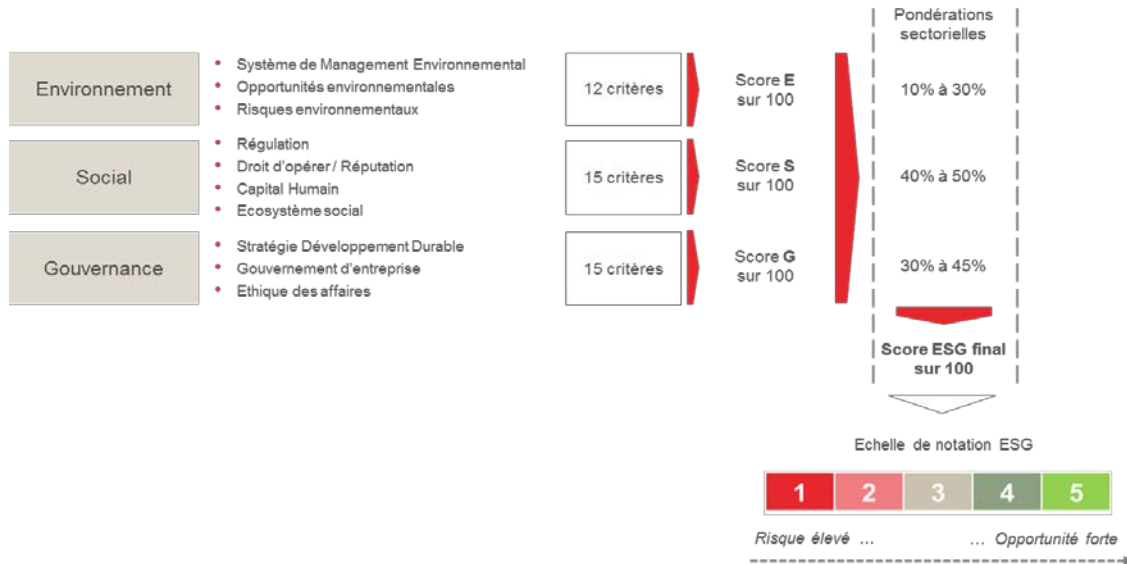 Pondérations
sectorielles
Environnement
• Système de Management Environnemental
• Opportunités environnementales
• Risques environnementaux
12 critères
Score E
sur 100
10% à 30%
Social
• Régulation
• Droit d'opérer / Réputation
• Capital Humain
• Ecosystème social
15 critères
Score S
sur 100
40% à 50%
Gouvernance
• Stratégie Développement Durable
• Gouvernement d'entreprise
• Ethique des affaires
15 critères
Score G
sur 100
30% à 45%
Score ESG final
sur 100
Echelle de notation ESG
1 2 3 4 5
Risque élevé ... ... Opportunité forte